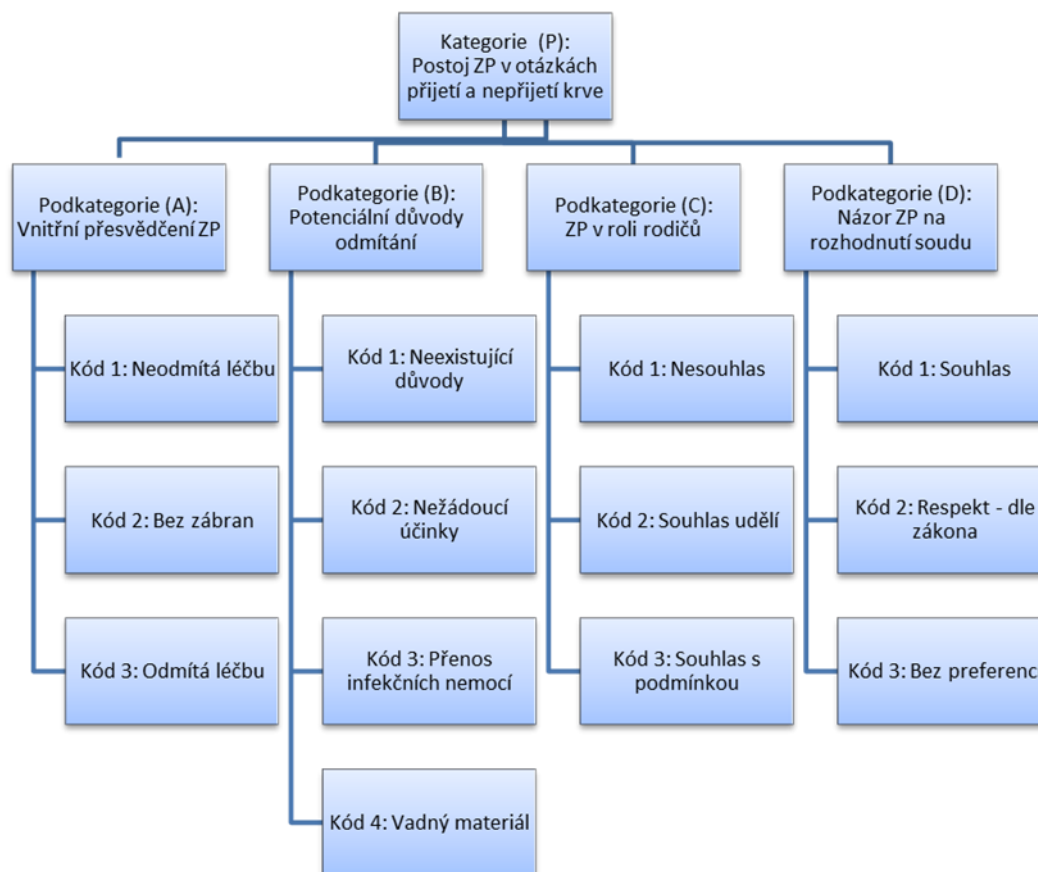 Kategorie (P):
Postoj ZP v otázkách
přijetí a nepřijetí krve
Podkategorie (A):
Vnitřní přesvědčení ZP
Kód 1: Neodmítá léčbu
Kód 2: Bez zábran
Kód 3: Odmítá léčbu
Podkategorie (B):
Potenciální důvody
odmítání
Kód 1: Neexistující
důvody
Kód 2: Nežádoucí
účinky
Kód 3: Přenos
infekčních nemocí
Kód 4: Vadný materiál
Podkategorie (C):
ZP v roli rodičů
Kód 1: Nesouhlas
Kód 2: Souhlas udělí
Kód 3: Souhlas s
podmínkou
Podkategorie (D):
Názor ZP na
rozhodnutí soudu
Kód 1: Souhlas
Kód 2: Respekt - dle
zákona
Kód 3: Bez preferenc